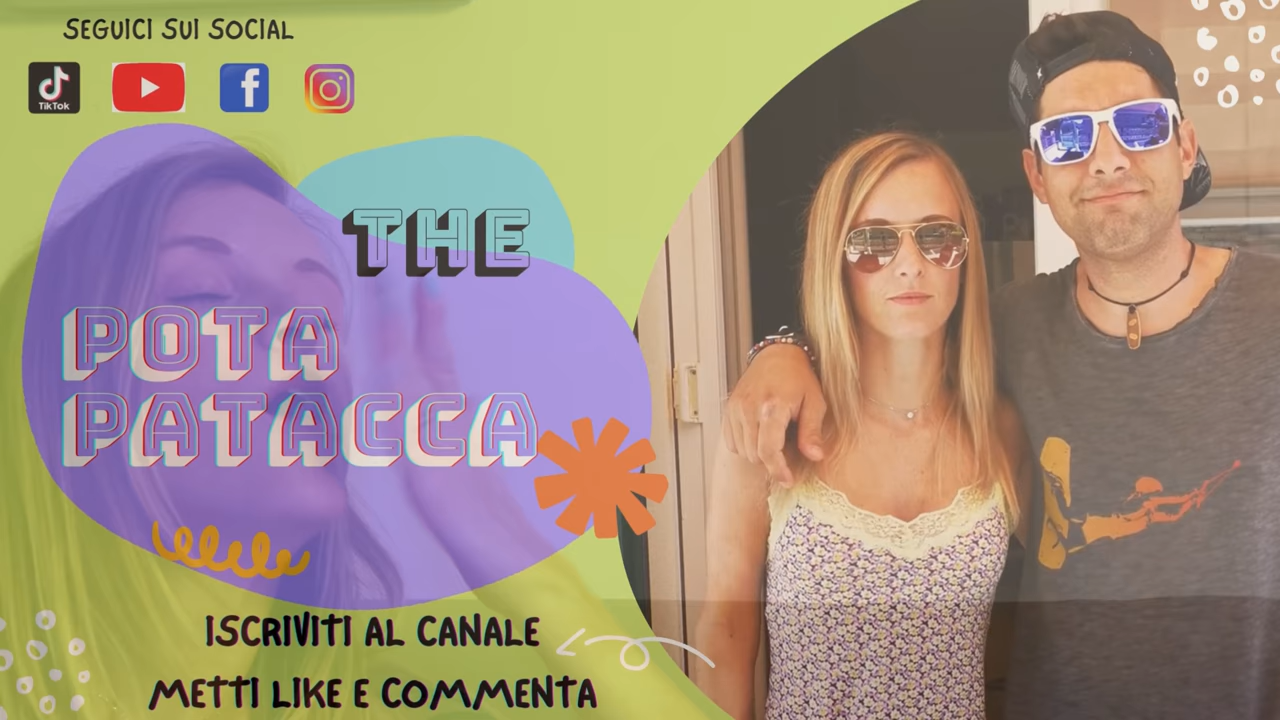 SEGUICI SUI SOCIAL
TikTok
THE
POTA
PATACCA
ISCRIVITI AL CANALE
METTI LIKE E COMMENTA